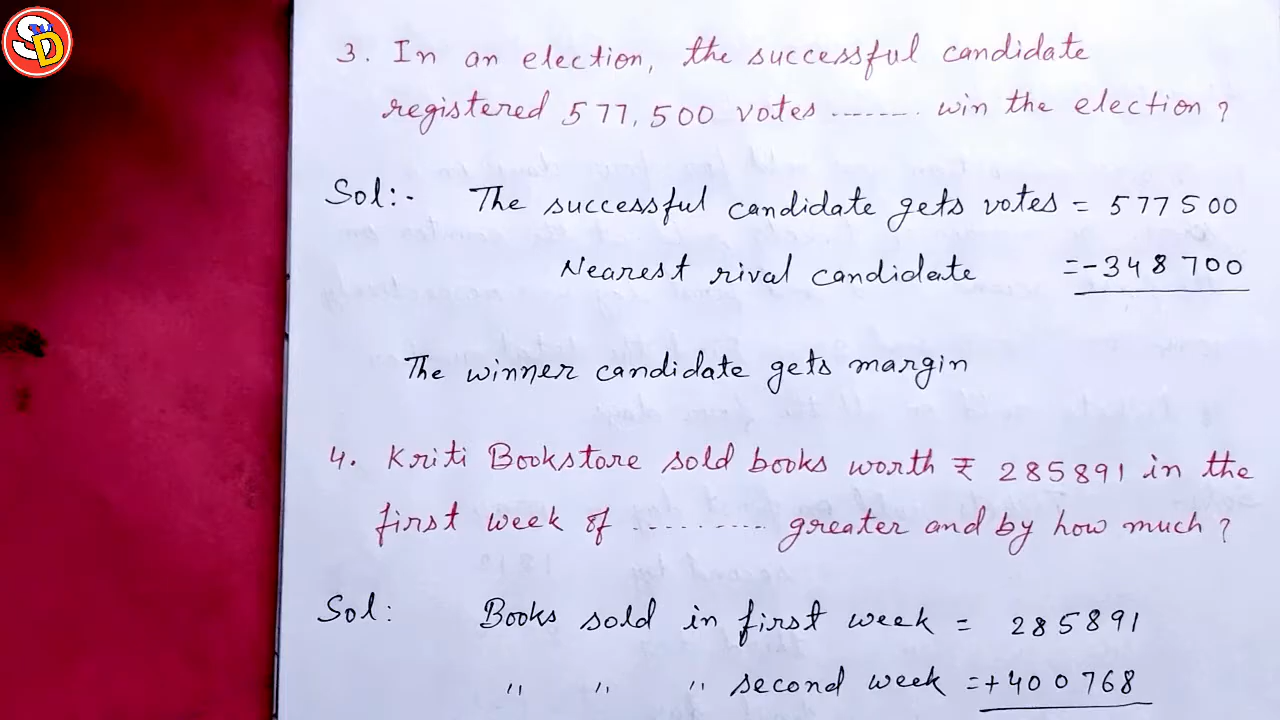 SD
3. In an election, the successful candidate
registered 577,500 votes ------- win the election ?
Sol:- The successful candidate gets votes = 577500
Nearest rival candidate =-348700
The winner candidate gets margin
4. Kriti Bookstore sold books worth ₹ 285891 in the
first week of --------- greater and by how much ?
Sol: Books sold in first week = 285891
" " " second week =+400768